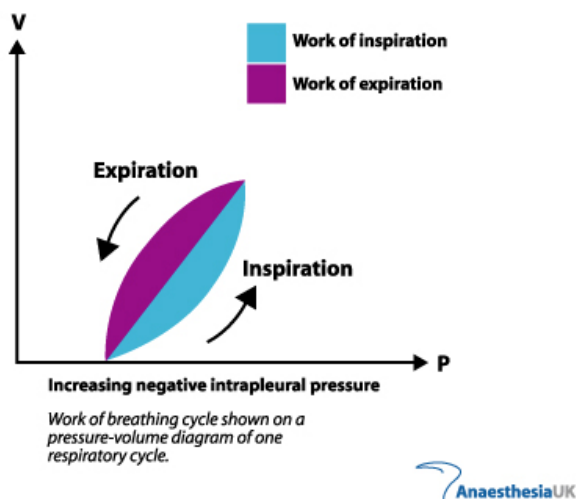 V
Work of inspiration
Work of expiration
Expiration
Inspiration
P
Increasing negative intrapleural pressure
Work of breathing cycle shown on a
pressure-volume diagram of one
respiratory cycle.
AnaesthesiaUK